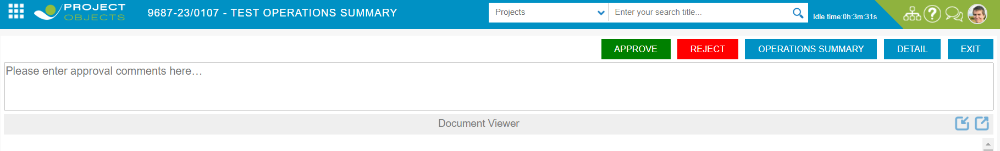 PROJECT
OBJECTS
9687-23/0107 - TEST OPERATIONS SUMMARY
Projects
Enter your search title...
Idle time:0h:3m:31s
?
APPROVE
REJECT
OPERATIONS SUMMARY
DETAIL
EXIT
Please enter approval comments here…
Document Viewer